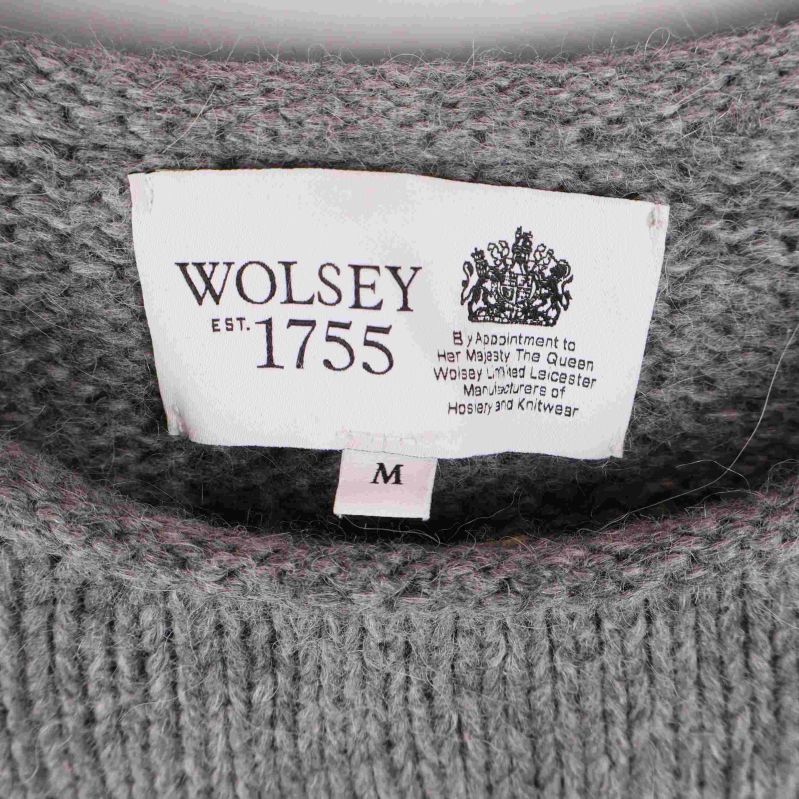 WOLSEY
EST. 1755
By Appointment to
Her Majesty The Queen
Wolsey Limited Leicester
Manufacturers of
Hosiery and Knitwear
M